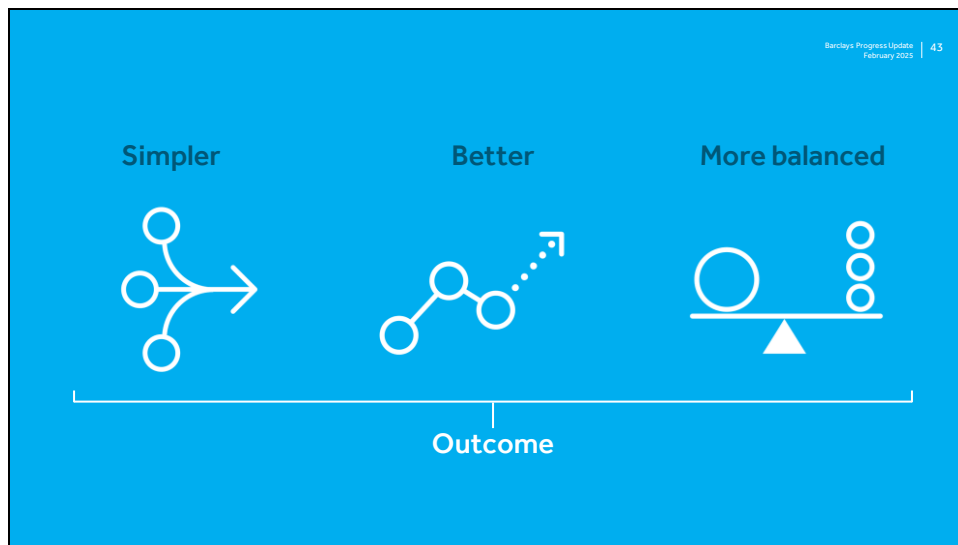 Barclays Progress Update
February 2025
43
Simpler
Better
More balanced
Outcome